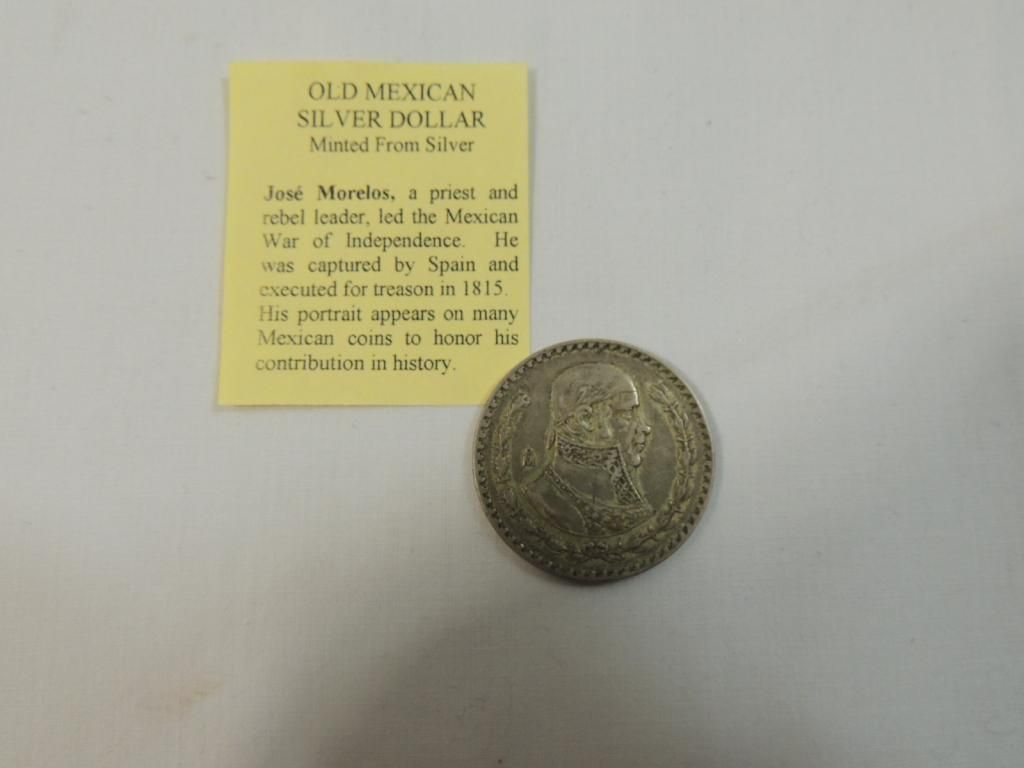 OLD MEXICAN
SILVER DOLLAR
Minted From Silver
José Morelos, a priest and
rebel leader, led the Mexican
War of Independence. He
was captured by Spain and
executed for treason in 1815.
His portrait appears on many
Mexican coins to honor his
contribution in history.